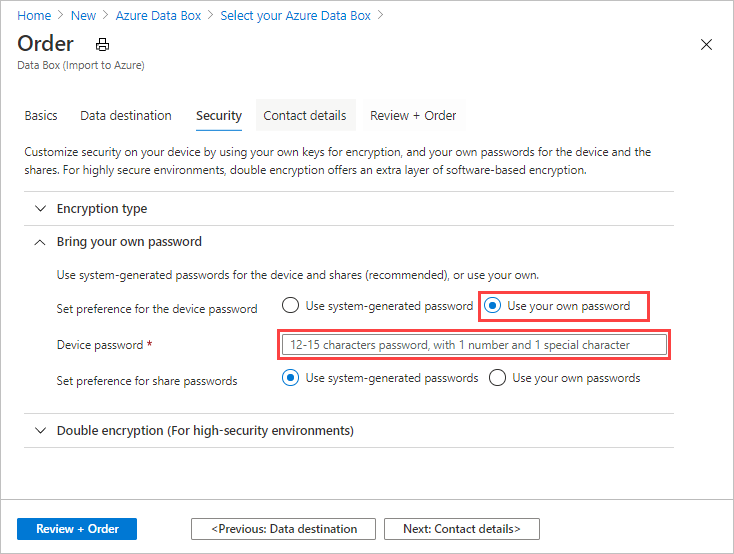 Home > New > Azure Data Box > Select your Azure Data Box >
Order
Data Box (Import to Azure)
Basics Data destination Security Contact details Review + Order
Customize security on your device by using your own keys for encryption, and your own passwords for the device and the
shares. For highly secure environments, double encryption offers an extra layer of software-based encryption.
Encryption type
Bring your own password
Use system-generated passwords for the device and shares (recommended), or use your own.
Set preference for the device password Use system-generated password Use your own password
Device password * 12-15 characters password, with 1 number and 1 special character
Set preference for share passwords Use system-generated passwords Use your own passwords
Double encryption (For high-security environments)
Review + Order <Previous: Data destination Next: Contact details>